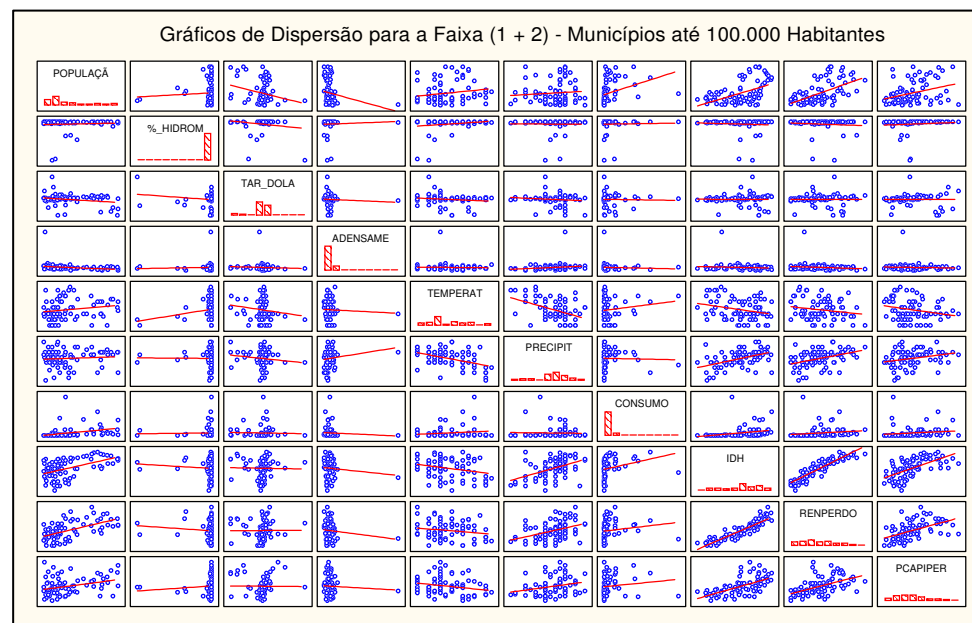 Gráficos de Dispersão para a Faixa (1 + 2) - Municípios até 100.000 Habitantes
POPULAÇÃ
%_HIDROM
TAR_DOLA
ADENSAME
TEMPERAT
PRECIPIT
CONSUMO
IDH
RENPERDO
PCAPIPER